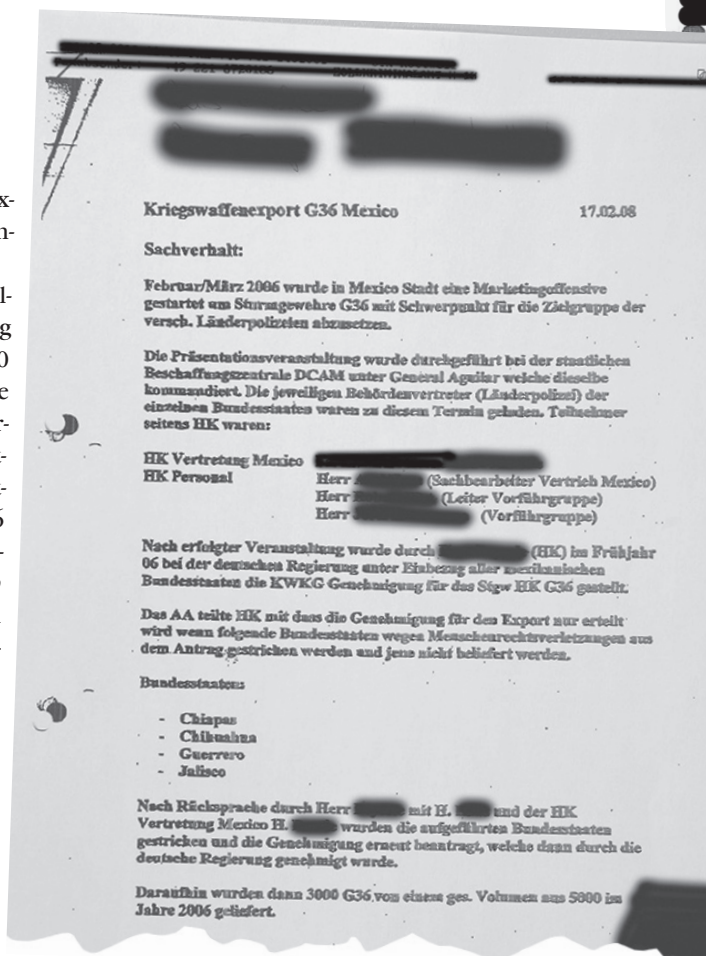 Kriegswaffenexport G36 Mexico 17.02.08
Sachverhalt:
Februar/März 2006 wurde in Mexico Stadt eine Marketingoffensive
gestartet um Sturmgewehre G36 mit Schwerpunkt für die Zielgruppe der
versch. Länderpolizeien abzusetzen.
Die Präsentationsveranstaltung wurde durchgeführt bei der staatlichen
Beschaffungszentrale DCAM unter General Aguilar welche dieselbe
kommandiert. Die jeweiligen Behördenvertreter (Länderpolizei) der
einzelnen Bundesstaaten waren zu diesem Termin geladen. Teilnehmer
seitens HK waren:
HK Vertretung Mexico
HK Personal Herr (Sachbearbeiter Vertrieh Mexico)
Herr (Leiter Vorführgruppe)
Herr (Vorführgruppe)
Nach erfolgter Veranstaltung wurde durch (HK) im Frühjahr
06 bei der deutschen Regierung unter Einbezug aller mexikanischen
Bundesstaaten die KWKG Genehmigung für das Stgw HK G36 gestellt.
Das AA teilte HK mit dass die Genehmigung für den Export nur erteilt
wird wenn folgende Bundesstaaten wegen Menschenrechtsverletzungen aus
dem Antrag gestrichen werden und jene nicht beliefert werden.
Bundesstaaten:
- Chiapas
- Chihuahua
- Guerrero
- Jalisco
Nach Rücksprache durch Herr mit H. und der HK
Vertretung Mexico H. wurden die aufgeführten Bundesstaaten
gestrichen und die Genehmigung erneut beantragt, welche dann durch die
deutsche Regierung genehmigt wurde.
Daraufhin wurden dann 3000 G36 von einem ges. Volumen aus 5000 im
Jahre 2006 geliefert.